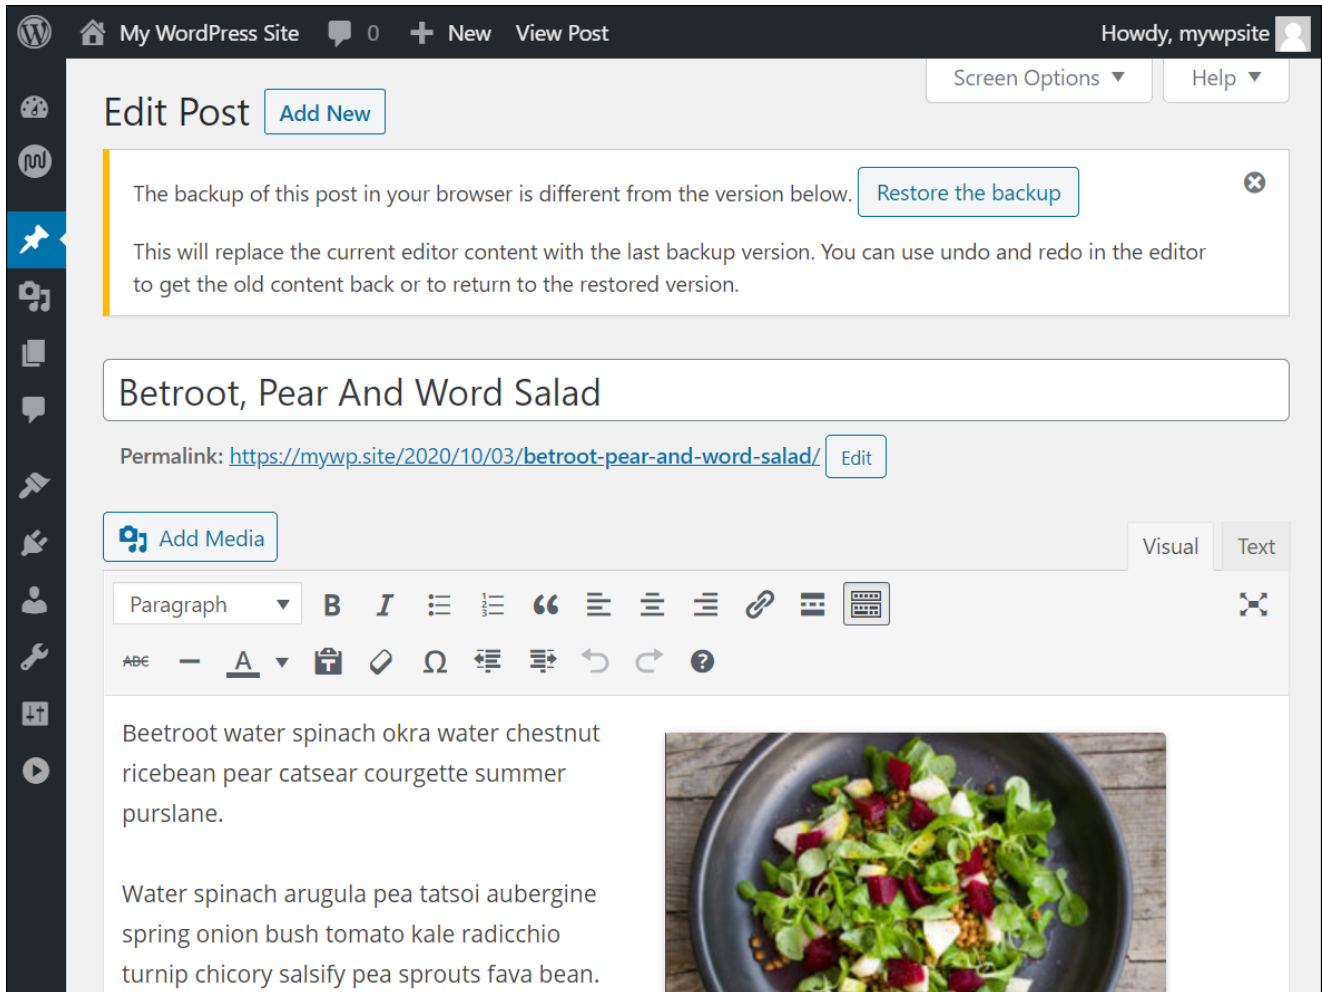 My WordPress Site 0 New View Post Howdy, mywpsite
Screen Options Help
Edit Post Add New
The backup of this post in your browser is different from the version below. Restore the backup
This will replace the current editor content with the last backup version. You can use undo and redo in the editor
to get the old content back or to return to the restored version.
Betroot, Pear And Word Salad
Permalink: https://mywp.site/2020/10/03/betroot-pear-and-word-salad/ Edit
Add Media
Visual Text
Paragraph B I
ABC A Ω
Beetroot water spinach okra water chestnut
ricebean pear catsear courgette summer
purslane.
Water spinach arugula pea tatsoi aubergine
spring onion bush tomato kale radicchio
turnip chicory salsify pea sprouts fava bean.